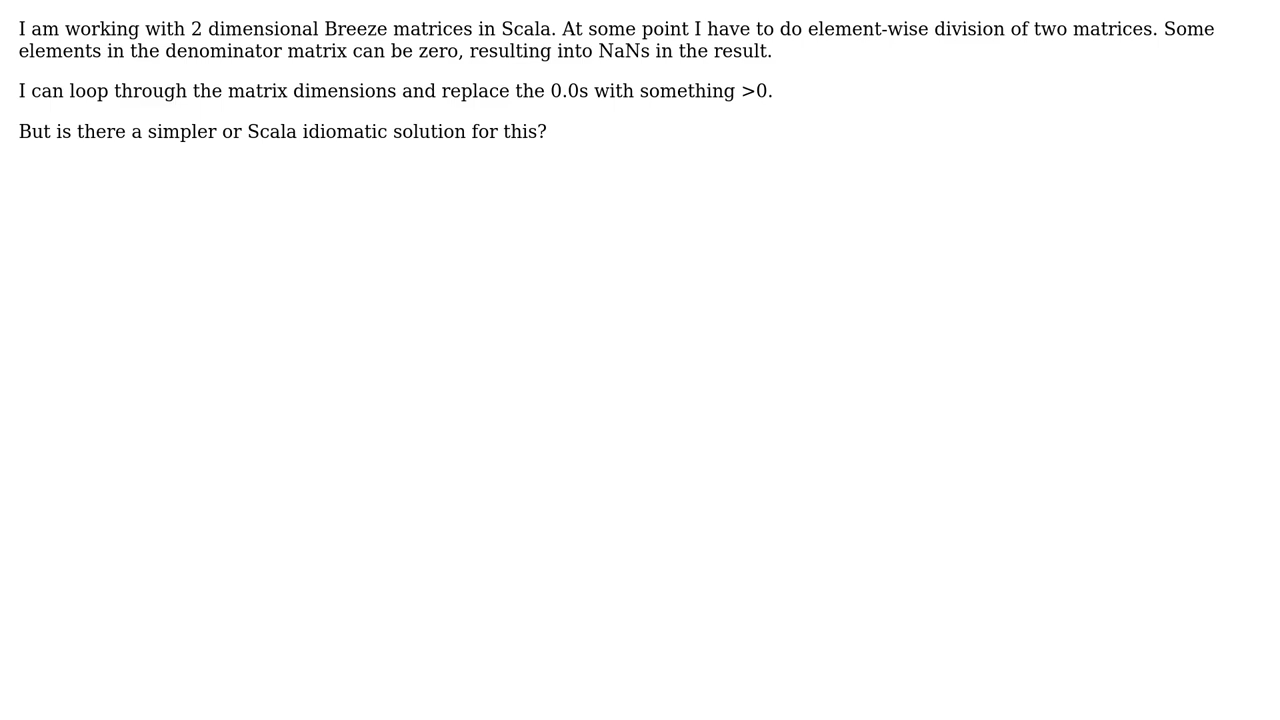 I am working with 2 dimensional Breeze matrices in Scala. At some point I have to do element-wise division of two matrices. Some
elements in the denominator matrix can be zero, resulting into NaNs in the result.
I can loop through the matrix dimensions and replace the 0.0s with something >0.
But is there a simpler or Scala idiomatic solution for this?